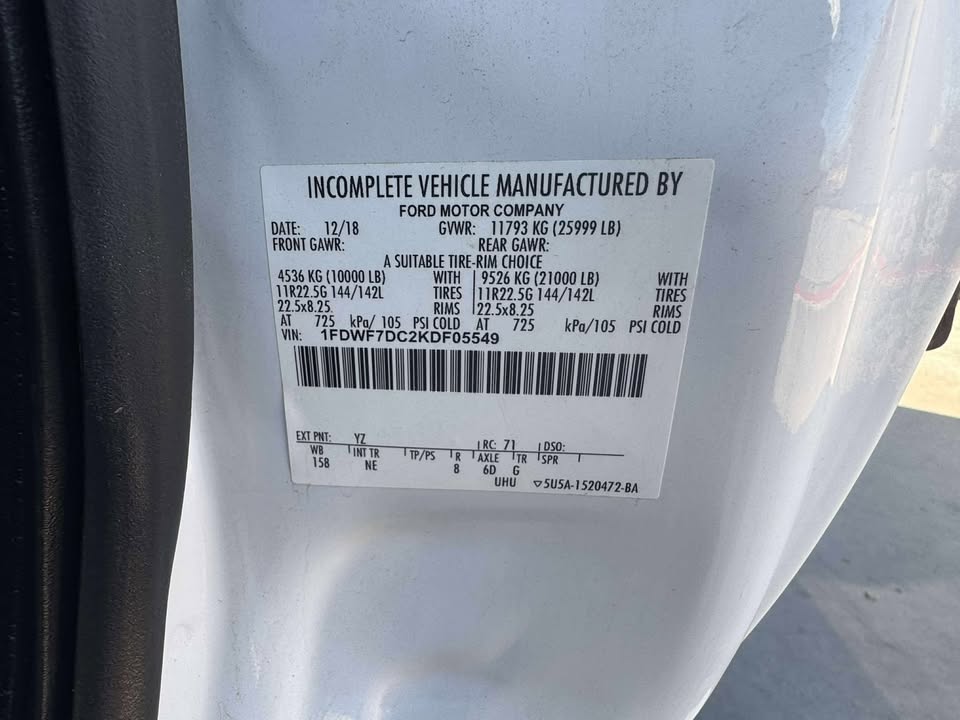 INCOMPLETE VEHICLE MANUFACTURED BY
FORD MOTOR COMPANY
DATE: 12/18 GVWR: 11793 KG (25999 LB)
FRONT GAWR: REAR GAWR:
A SUITABLE TIRE-RIM CHOICE
4536 KG (10000 LB) WITH 9526 KG (21000 LB) WITH
11R22.5G 144/142L TIRES 11R22.5G 144/142L TIRES
22.5x8.25 RIMS 22.5x8.25 RIMS
AT 725 kPa/ 105 PSI COLD AT 725 kPa/105 PSI COLD
VIN: 1FDWF7DC2KDF05549
EXT PNT: YZ RC: 71 DSO:
WB INT TR TP/PS R AXLE TR SPR
158 NE 8 6D G
UHU 5U5A-1520472-BA